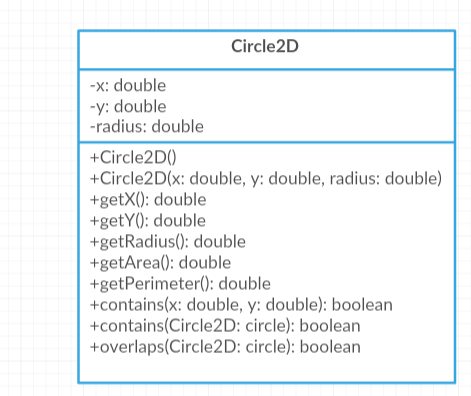 Circle2D
-x: double
-y: double
-radius: double
+Circle2D()
+Circle2D(x: double, y: double, radius: double)
+getX(): double
+getY(): double
+getRadius(): double
+getArea(): double
+getPerimeter(): double
+contains(x: double, y: double): boolean
+contains(Circle2D: circle): boolean
+overlaps(Circle2D: circle): boolean